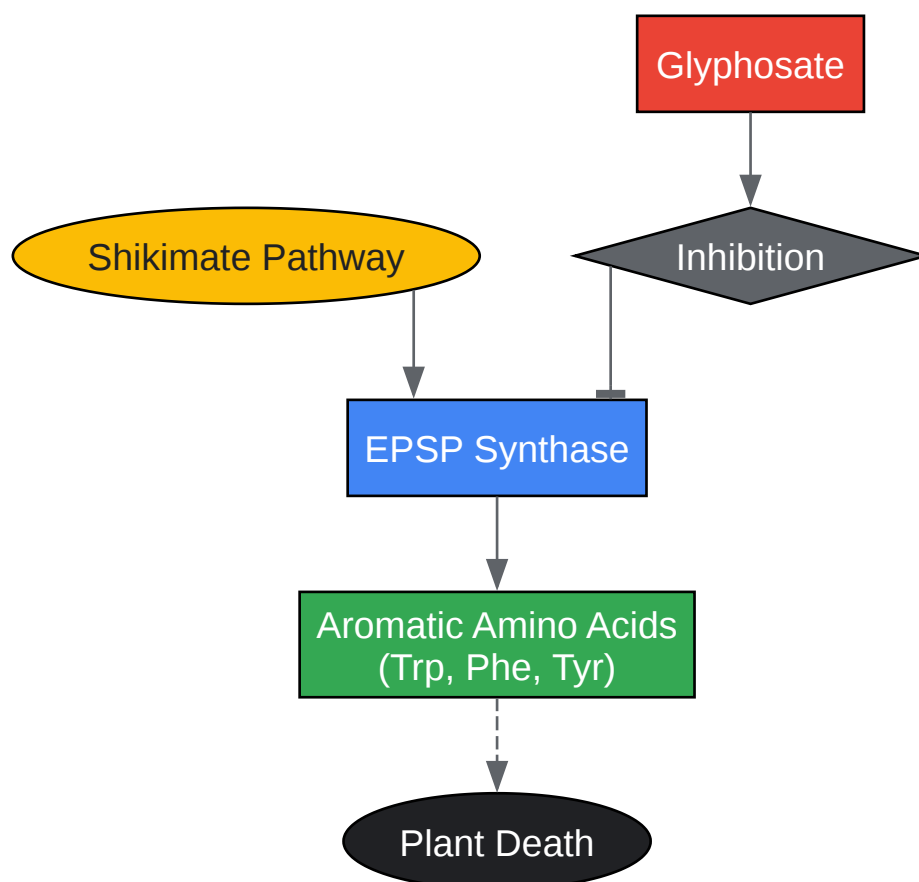 Glyphosate
Shikimate Pathway
Inhibition
EPSP Synthase
Aromatic Amino Acids
(Trp, Phe, Tyr)
Plant Death